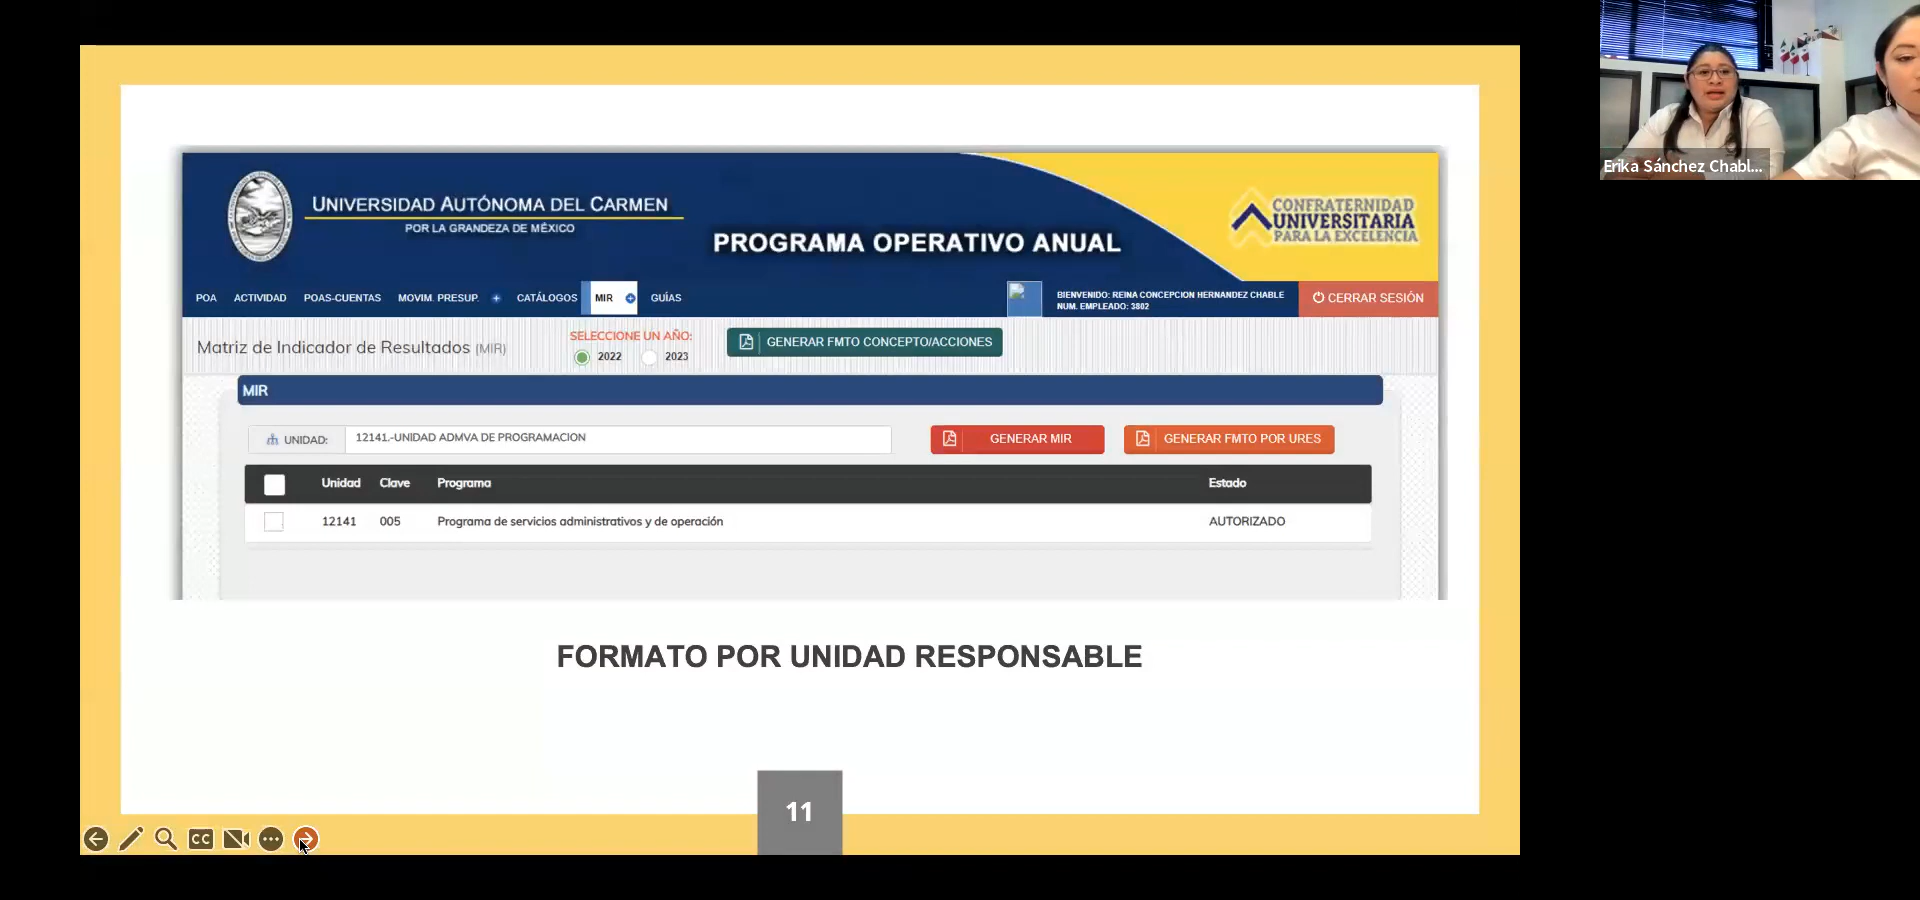 UNIVERSIDAD AUTÓNOMA DEL CARMEN
POR LA GRANDEZA DE MÉXICO
PROGRAMA OPERATIVO ANUAL
CONFRATERNIDAD
UNIVERSITARIA
PARA LA EXCELENCIA
POA ACTIVIDAD POAS-CUENTAS MOVIM. PRESUP. + CATÁLOGOS MIR + GUÍAS
BIENVENIDO: REINA CONCEPCION HERNANDEZ CHABLE
NUM. EMPLEADO: 3802
CERRAR SESIÓN
Matriz de Indicador de Resultados (MIR)
SELECCIONE UN AÑO:
2022 2023
GENERAR FMTO CONCEPTO/ACCIONES
MIR
UNIDAD: 12141.-UNIDAD ADMVA DE PROGRAMACION
GENERAR MIR
GENERAR FMTO POR URES
Unidad Clave Programa Estado
12141 005 Programa de servicios administrativos y de operación AUTORIZADO
FORMATO POR UNIDAD RESPONSABLE
11
CC
Erika Sánchez Chabl...